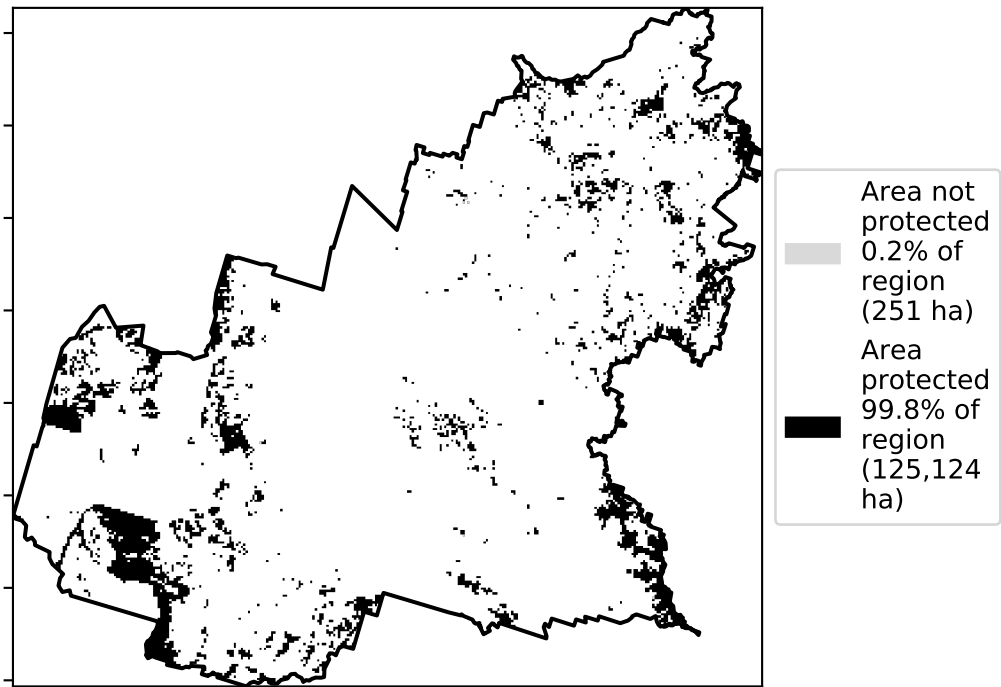 Area not
protected
0.2% of
region
(251 ha)
Area
protected
99.8% of
region
(125,124
ha)